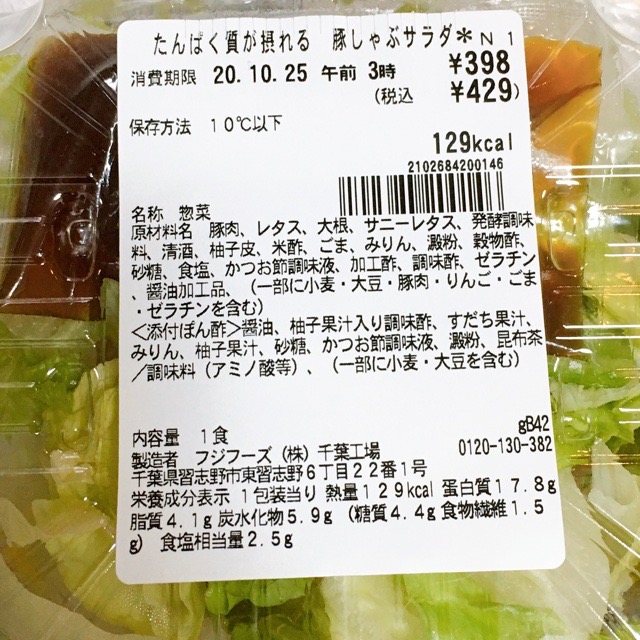 たんぱく質が摂れる 豚しゃぶサラダ*N1
消費期限 20.10.25 午前 3時 ¥398
(税込 ¥429)
保存方法 10℃以下
129kcal
2102684200146
名称 惣菜
原材料名 豚肉、レタス、大根、サニーレタス、発酵調味
料、清酒、柚子皮、米酢、ごま、みりん、澱粉、穀物酢、
砂糖、食塩、かつお節調味液、加工酢、調味酢、ゼラチン
、醤油加工品、(一部に小麦・大豆・豚肉・りんご・ごま
・ゼラチンを含む)
<添付ぽん酢>醤油、柚子果汁入り調味酢、すだち果汁、
みりん、柚子果汁、砂糖、かつお節調味液、澱粉、昆布茶
/調味料(アミノ酸等)、(一部に小麦・大豆を含む)
gB42
内容量 1食
製造者 フジフーズ(株)千葉工場 0120-130-382
千葉県習志野市東習志野6丁目22番1号
栄養成分表示 1包装当り 熱量129kcal 蛋白質17.8g
脂質4.1g 炭水化物5.9g (糖質4.4g 食物繊維1.5
g) 食塩相当量2.5g